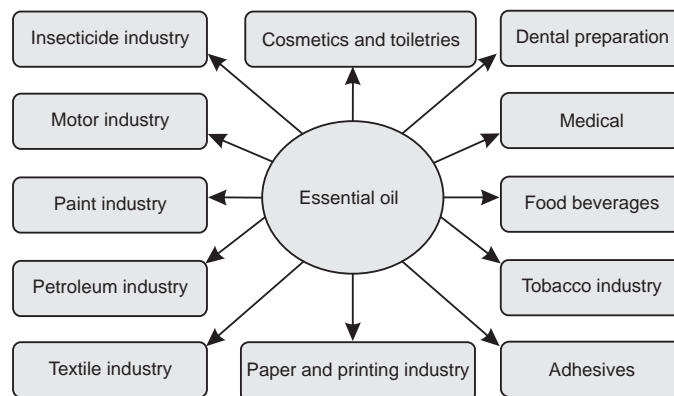 Insecticide industry
Cosmetics and toiletries
Dental preparation
Motor industry
Medical
Paint industry
Essential oil
Food beverages
Petroleum industry
Tobacco industry
Textile industry
Paper and printing industry
Adhesives